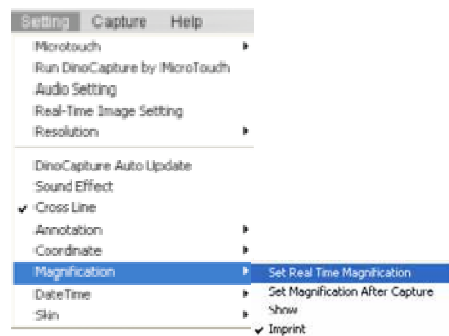 Setting Capture Help
Microtouch
Run DinoCapture by MicroTouch
Audio Setting
Real-Time Image Setting
Resolution
DinoCapture Auto Update
Sound Effect
Cross Line
Annotation
Coordinate
Magnification
DateTime
Skin
Set Real Time Magnification
Set Magnification After Capture
Show
Imprint